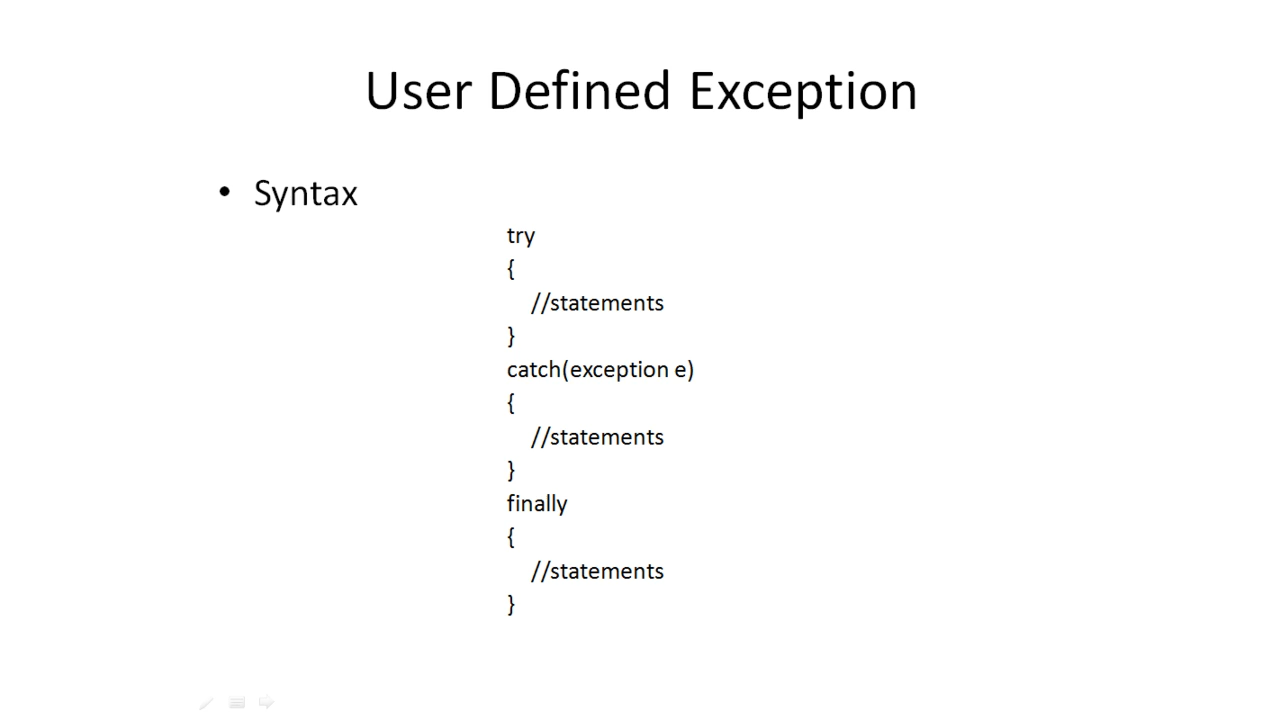 User Defined Exception
• Syntax
try
{
//statements
}
catch(exception e)
{
//statements
}
finally
{
//statements
}